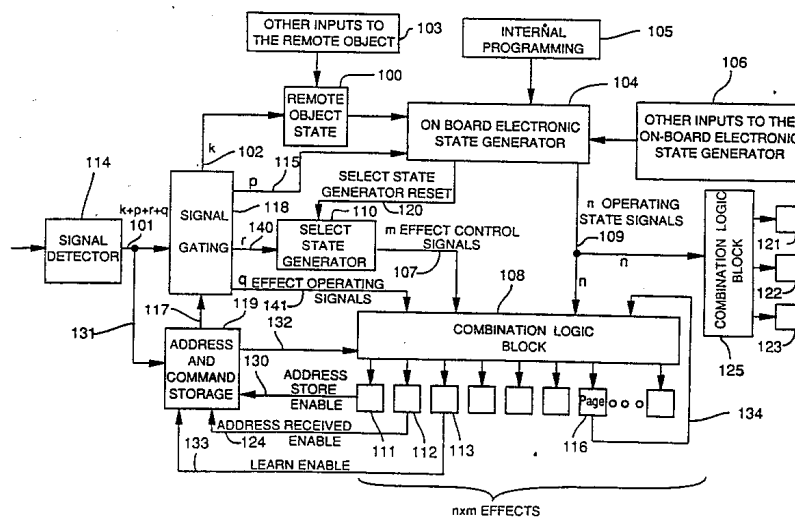 OTHER INPUTS TO
THE REMOTE OBJECT
103
INTERNAL
PROGRAMMING
105
100
104
106
REMOTE
OBJECT
STATE
ON BOARD ELECTRONIC
STATE GENERATOR
OTHER INPUTS TO THE
ON-BOARD ELECTRONIC
STATE GENERATOR
k
102
115
114
p
SELECT STATE
GENERATOR RESET
k+p+r+q
101
SIGNAL
GATING
118
110
120
n OPERATING
STATE SIGNALS
SIGNAL
DETECTOR
140
r
SELECT
STATE
GENERATOR
m EFFECT CONTROL
SIGNALS
107
109
n
COMBINATION LOGIC
BLOCK
121
122
123
125
q EFFECT OPERATING
SIGNALS
141
117
119
108
n
131
132
ADDRESS
AND
COMMAND
STORAGE
COMBINATION LOGIC
BLOCK
130
ADDRESS
STORE
ENABLE
Page
134
ADDRESS RECEIVED
ENABLE
124
111
112
113
116
133
LEARN ENABLE
nxm EFFECTS